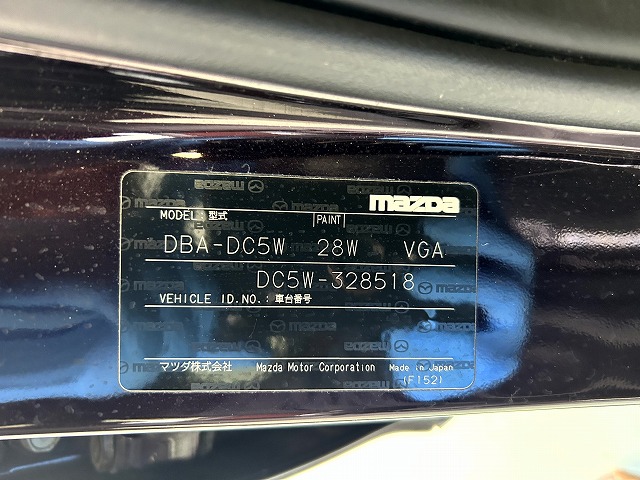 mazda
MODEL:型式 PAINT
DBA-DC5W 28W VGA
DC5W-328518
VEHICLE ID.NO.:車台番号
マツダ株式会社 Mazda Motor Corporation Made in Japan
(F152)